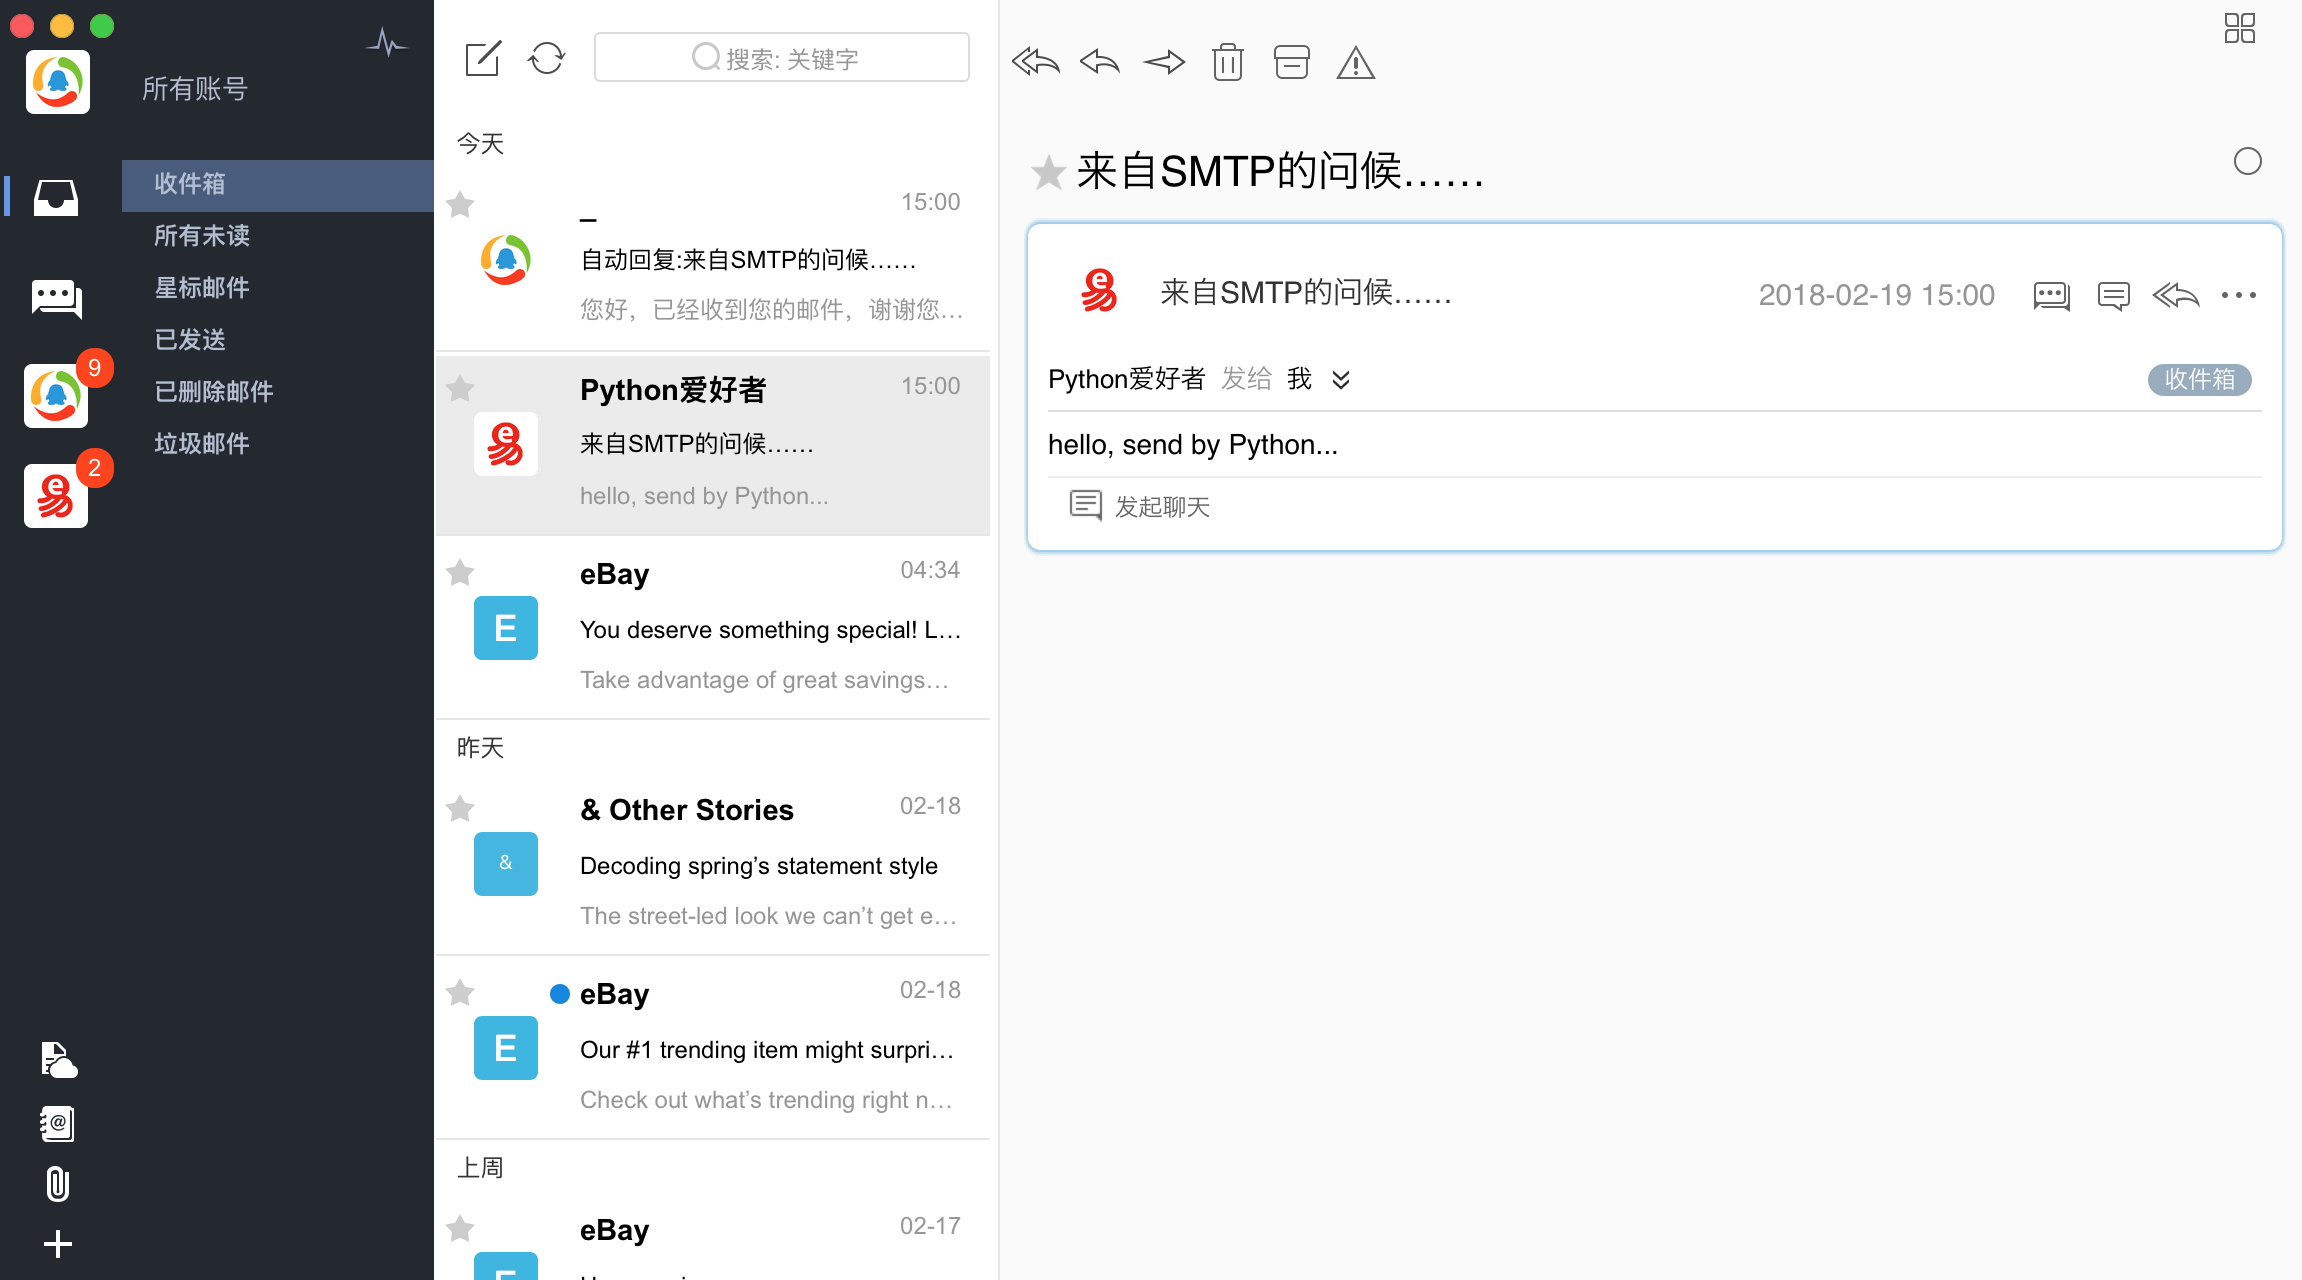 所有账号
收件箱
所有未读
星标邮件
已发送
已删除邮件
垃圾邮件
9
2
搜索: 关键字
今天
_
15:00
自动回复:来自SMTP的问候……
您好，已经收到您的邮件，谢谢您…
Python爱好者
15:00
来自SMTP的问候……
hello, send by Python...
eBay
04:34
E
You deserve something special! L…
Take advantage of great savings…
昨天
& Other Stories
02-18
&
Decoding spring’s statement style
The street-led look we can’t get e…
eBay
02-18
E
Our #1 trending item might surpri…
Check out what’s trending right n…
上周
eBay
02-17
来自SMTP的问候……
来自SMTP的问候……
2018-02-19 15:00
Python爱好者 发给 我
收件箱
hello, send by Python...
发起聊天